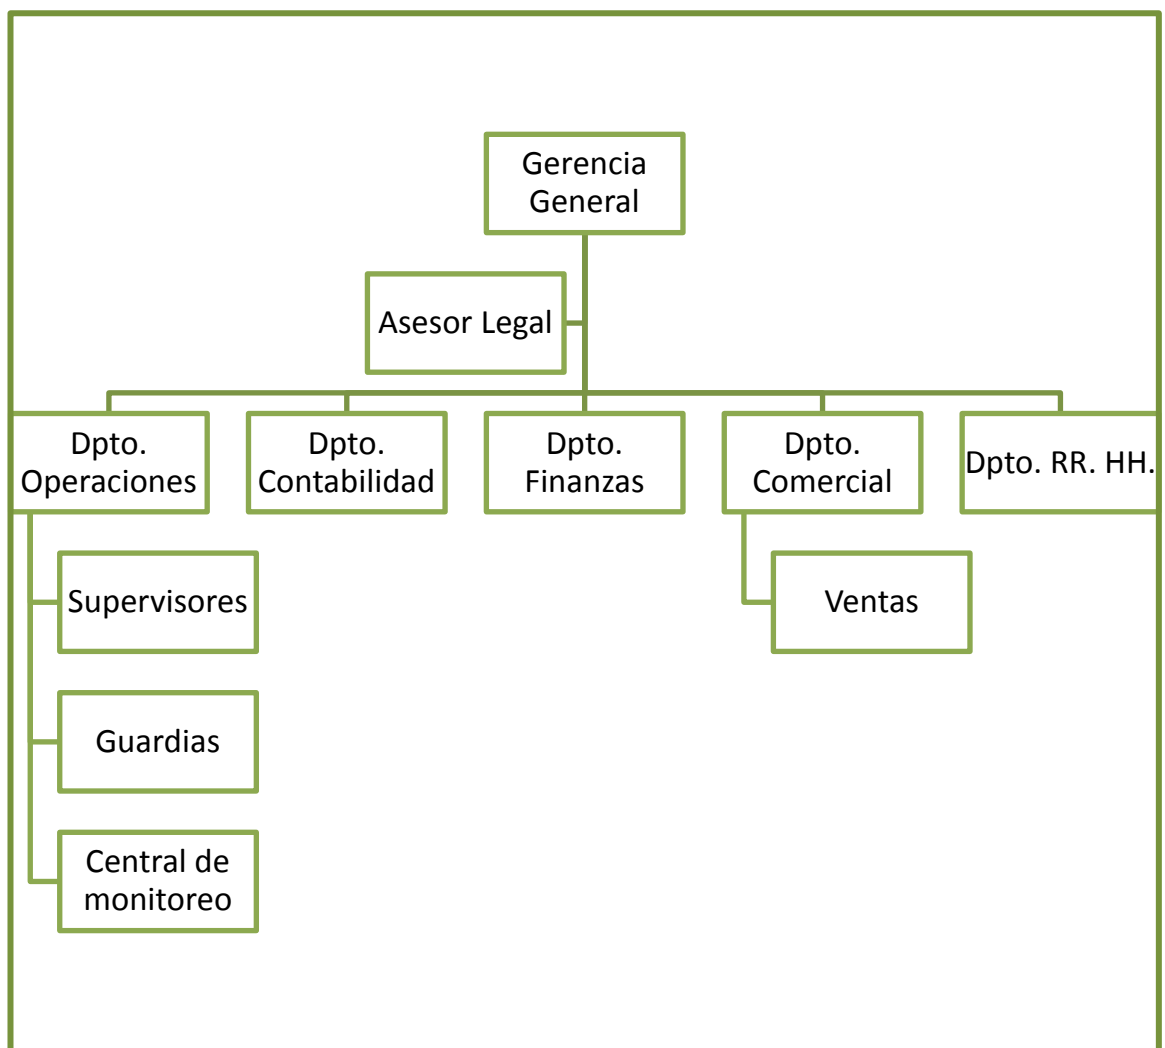 Gerencia
General
Asesor Legal
Dpto.
Operaciones
Dpto.
Contabilidad
Dpto.
Finanzas
Dpto.
Comercial
Dpto. RR. HH.
Supervisores
Ventas
Guardias
Central de
monitoreo